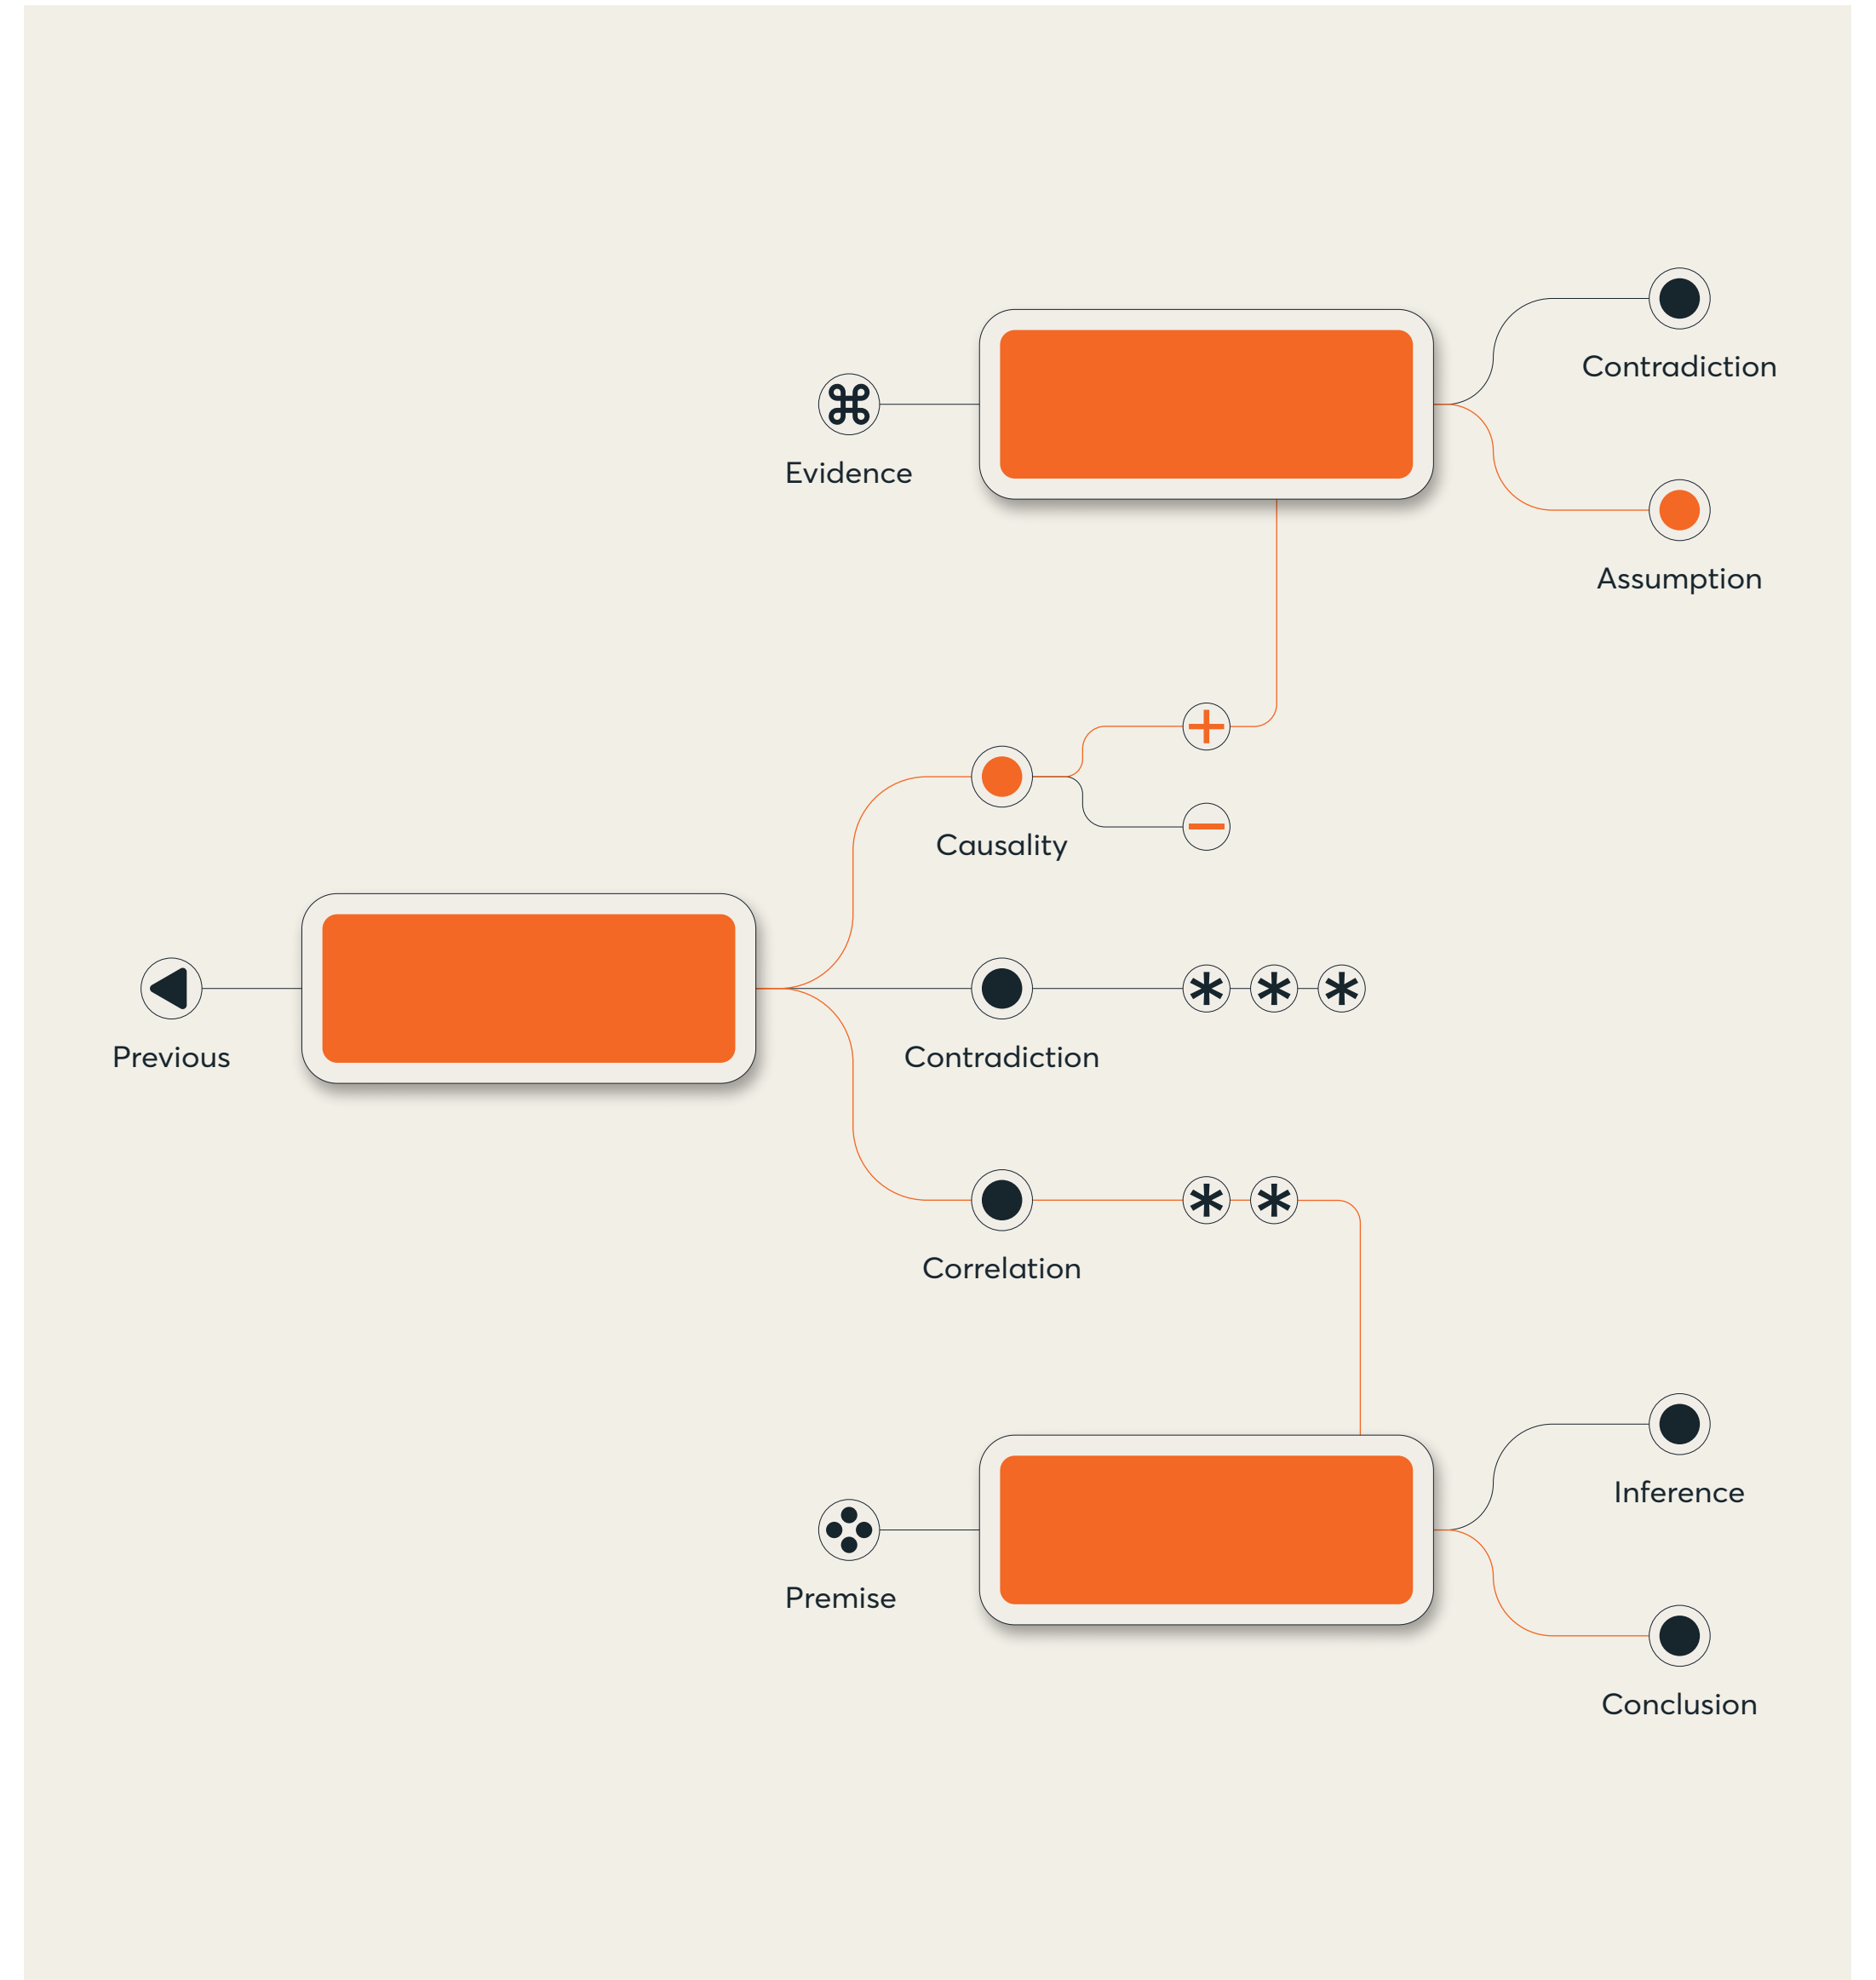 Contradiction
Evidence
Assumption
Causality
Previous
Contradiction
Correlation
Inference
Premise
Conclusion